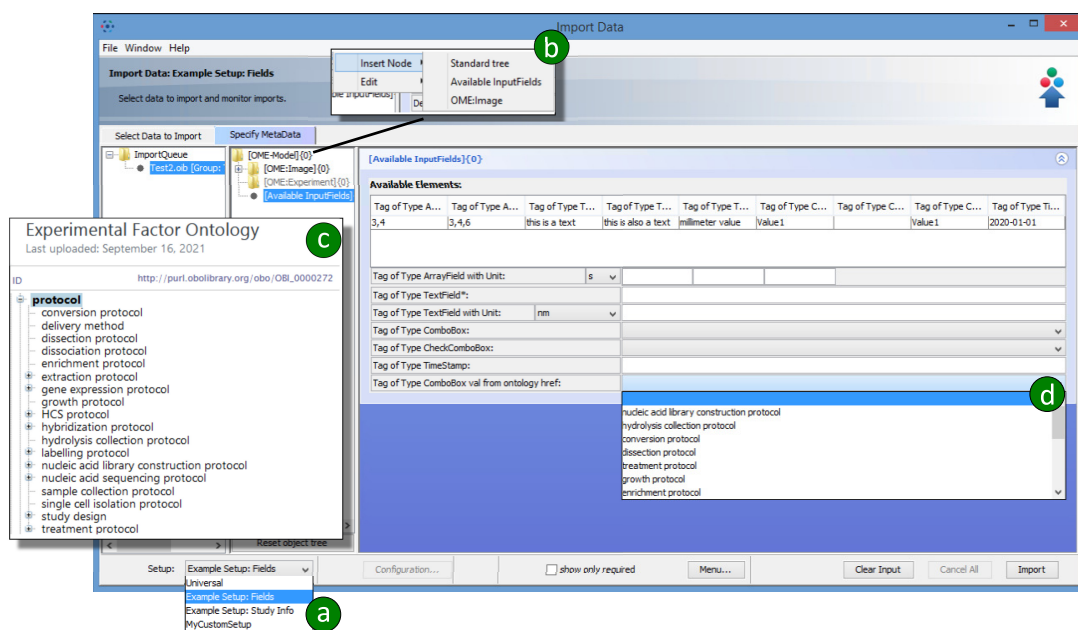 Import Data
File Window Help
Import Data: Example Setup: Fields
Select data to import and monitor imports.
b
Insert Node
Edit
Standard tree
Available InputFields
OME:Image
De
Select Data to Import
Specify MetaData
ImportQueue
Test2.oib [Group:
[OME-Model]{0}
[OME:Image]{0}
[OME:Experiment]{0}
[Available InputFields]
[Available InputFields]{0}
Available Elements:
Tag of Type A... Tag of Type A... Tag of Type T... Tag of Type T... Tag of Type T... Tag of Type C... Tag of Type C... Tag of Type C... Tag of Type Ti...
3,4 3,4,6 this is a text this is also a text milimeter value Value1 Value1 2020-01-01
Tag of Type ArrayField with Unit: s
Tag of Type TextField*:
Tag of Type TextField with Unit: nm
Tag of Type ComboBox:
Tag of Type CheckComboBox:
Tag of Type TimeStamp:
Tag of Type ComboBox val from ontology href:
d
nucleic acid library construction protocol
hydrolysis collection protocol
conversion protocol
dissection protocol
treatment protocol
growth protocol
enrichment protocol
Experimental Factor Ontology
c
Last uploaded: September 16, 2021
ID http://purl.obolibrary.org/obo/OBI_0000272
protocol
conversion protocol
delivery method
dissection protocol
dissociation protocol
enrichment protocol
extraction protocol
gene expression protocol
growth protocol
HCS protocol
hybridization protocol
hydrolysis collection protocol
labelling protocol
nucleic acid library construction protocol
nucleic acid sequencing protocol
sample collection protocol
single cell isolation protocol
study design
treatment protocol
Reset object tree
Setup: Example Setup: Fields
Configuration...
show only required
Menu...
Clear Input
Cancel All
Import
Universal
Example Setup: Fields
Example Setup: Study Info
MyCustomSetup
a